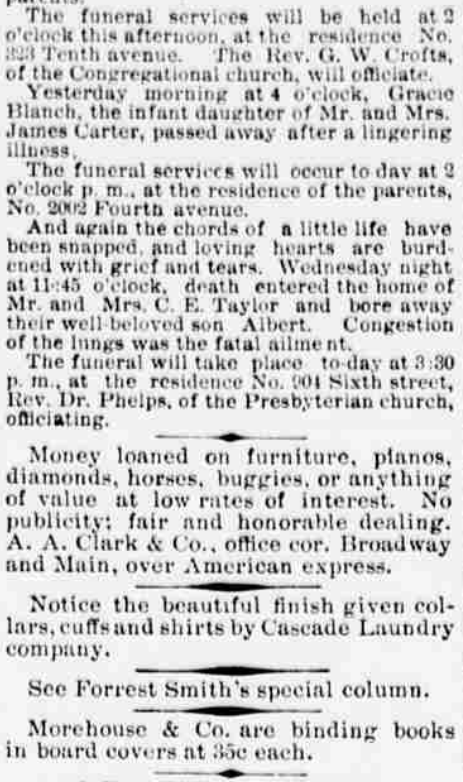 parents.
The funeral services will be held at 2
o'clock this afternoon, at the residence No.
323 Tenth avenue. The Rev. G. W. Crofts,
of the Congregational church, will officiate.
Yesterday morning at 4 o'clock, Gracie
Blanch, the infant daughter of Mr. and Mrs.
James Carter, passed away after a lingering
illness.
The funeral services will occur to day at 2
o'clock p. m., at the residence of the parents,
No. 2002 Fourth avenue.
And again the chords of a little life have
been snapped, and loving hearts are burd-
ened with grief and tears. Wednesday night
at 11:45 o'clock, death entered the home of
Mr. and Mrs. C. E. Taylor and bore away
their well-beloved son Albert. Congestion
of the lungs was the fatal ailment.
The funeral will take place to-day at 3:30
p. m., at the residence No. 904 Sixth street,
Rev. Dr. Phelps, of the Presbyterian church,
officiating.
Money loaned on furniture, pianos,
diamonds, horses, buggies, or anything
of value at low rates of interest. No
publicity; fair and honorable dealing.
A. A. Clark & Co., office cor. Broadway
and Main, over American express.
Notice the beautiful finish given col-
lars, cuffs and shirts by Cascade Laundry
company.
See Forrest Smith's special column.
Morehouse & Co. are binding books
in board covers at 35c each.